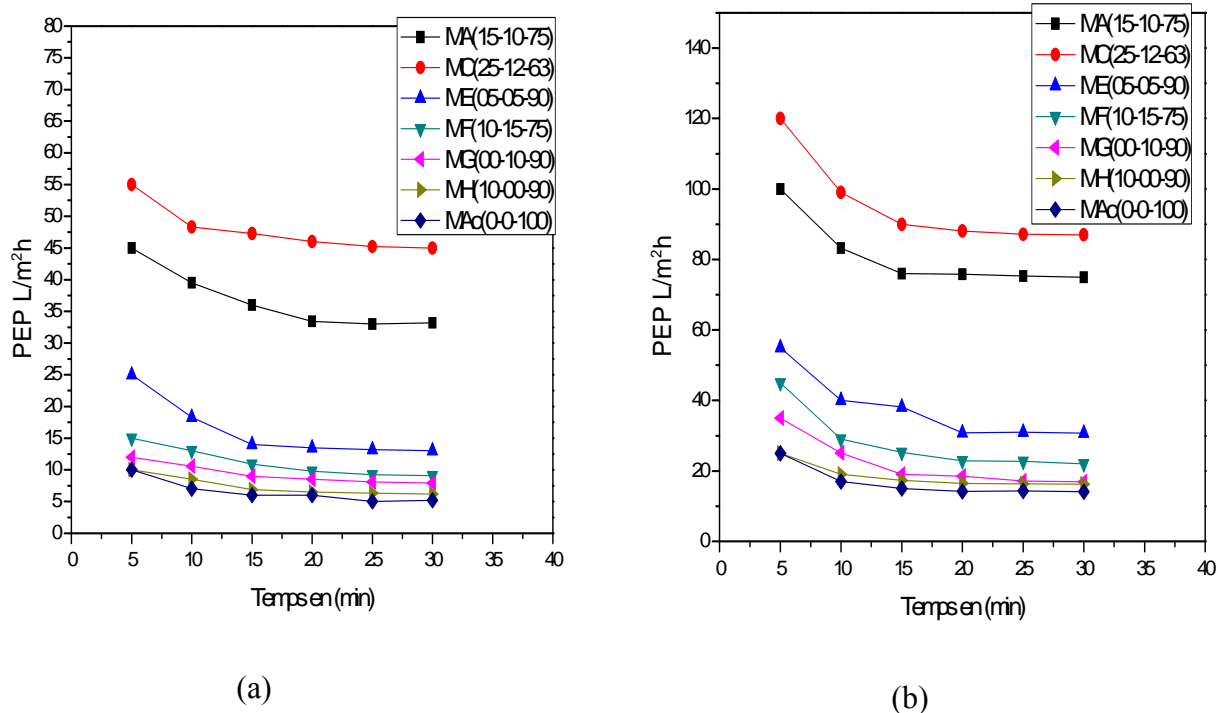 80
75
70
65
60
55
50
45
40
35
30
25
20
15
10
5
0
PEP L/m²h
MA(15-10-75)
MC(25-12-63)
ME(05-05-90)
MF(10-15-75)
MG(00-10-90)
MH(10-00-90)
MAc(0-0-100)
0 5 10 15 20 25 30 35 40
Temps en (min)
(a)
140
120
100
80
60
40
20
0
PEP L/m²h
MA(15-10-75)
MC(25-12-63)
ME(05-05-90)
MF(10-15-75)
MG(00-10-90)
MH(10-00-90)
MAc(0-0-100)
0 5 10 15 20 25 30 35 40
Temps en (min)
(b)